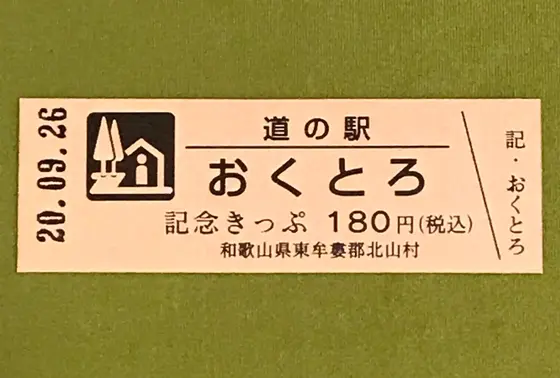 20.09.26
道の駅
おくとろ
記念きっぷ 180円(税込)
和歌山県東牟婁郡北山村
記・おくとろ